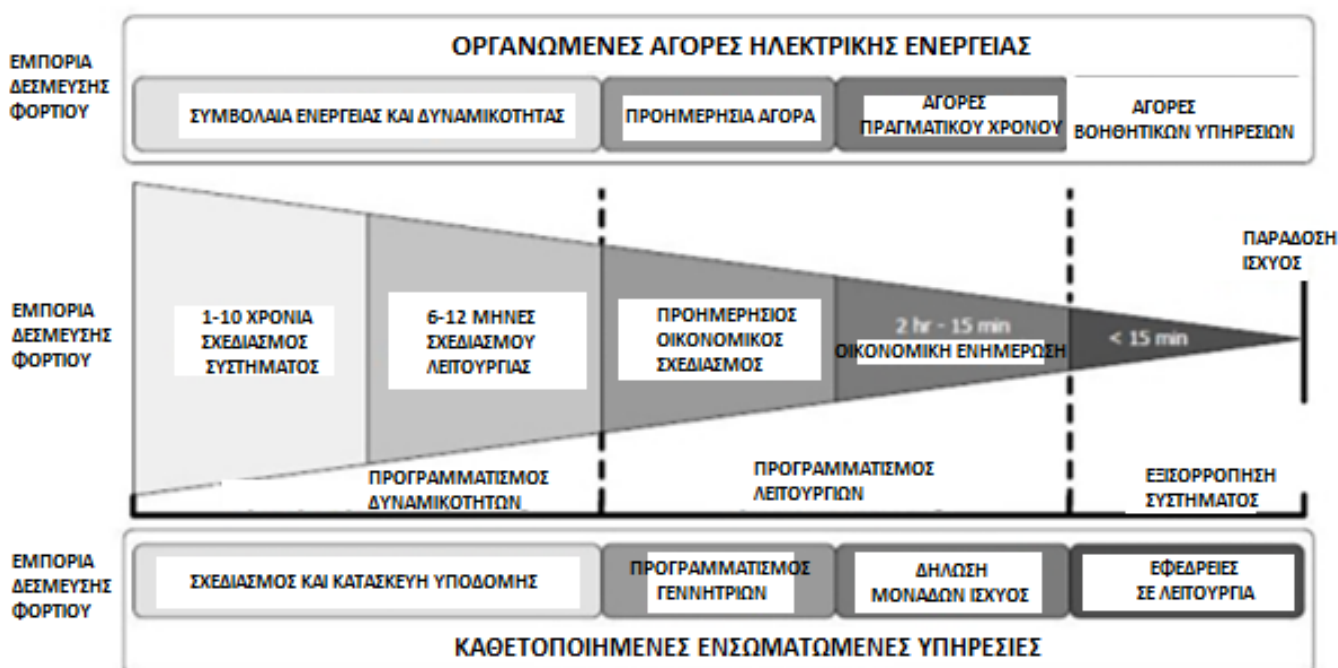 ΟΡΓΑΝΩΜΕΝΕΣ ΑΓΟΡΕΣ ΗΛΕΚΤΡΙΚΗΣ ΕΝΕΡΓΕΙΑΣ
ΕΜΠΟΡΙΑ
ΔΕΣΜΕΥΣΗΣ
ΦΟΡΤΙΟΥ
ΣΥΜΒΟΛΑΙΑ ΕΝΕΡΓΕΙΑΣ ΚΑΙ ΔΥΝΑΜΙΚΟΤΗΤΑΣ
ΠΡΟΗΜΕΡΗΣΙΑ ΑΓΟΡΑ
ΑΓΟΡΕΣ
ΠΡΑΓΜΑΤΙΚΟΥ ΧΡΟΝΟΥ
ΑΓΟΡΕΣ
ΒΟΗΘΗΤΙΚΩΝ ΥΠΗΡΕΣΙΩΝ
ΠΑΡΑΔΟΣΗ
ΙΣΧΥΟΣ
ΕΜΠΟΡΙΑ
ΔΕΣΜΕΥΣΗΣ
ΦΟΡΤΙΟΥ
1-10 ΧΡΟΝΙΑ
ΣΧΕΔΙΑΣΜΟΣ
ΣΥΣΤΗΜΑΤΟΣ
6-12 ΜΗΝΕΣ
ΣΧΕΔΙΑΣΜΟΥ
ΛΕΙΤΟΥΡΓΙΑΣ
ΠΡΟΗΜΕΡΗΣΙΟΣ
ΟΙΚΟΝΟΜΙΚΟΣ
ΣΧΕΔΙΑΣΜΟΣ
2 hr - 15 min
ΟΙΚΟΝΟΜΙΚΗ ΕΝΗΜΕΡΩΣΗ
< 15 min
ΠΡΟΓΡΑΜΜΑΤΙΣΜΟΣ
ΔΥΝΑΜΙΚΟΤΗΤΩΝ
ΠΡΟΓΡΑΜΜΑΤΙΣΜΟΣ
ΛΕΙΤΟΥΡΓΙΩΝ
ΕΞΙΣΟΡΡΟΠΗΣΗ
ΣΥΣΤΗΜΑΤΟΣ
ΕΜΠΟΡΙΑ
ΔΕΣΜΕΥΣΗΣ
ΦΟΡΤΙΟΥ
ΣΧΕΔΙΑΣΜΟΣ ΚΑΙ ΚΑΤΑΣΚΕΥΗ ΥΠΟΔΟΜΗΣ
ΠΡΟΓΡΑΜΜΑΤΙΣΜΟΣ
ΓΕΝΝΗΤΡΙΩΝ
ΔΗΛΩΣΗ
ΜΟΝΑΔΩΝ ΙΣΧΥΟΣ
ΕΦΕΔΡΕΙΕΣ
ΣΕ ΛΕΙΤΟΥΡΓΙΑ
ΚΑΘΕΤΟΠΟΙΗΜΕΝΕΣ ΕΝΣΩΜΑΤΩΜΕΝΕΣ ΥΠΗΡΕΣΙΕΣ